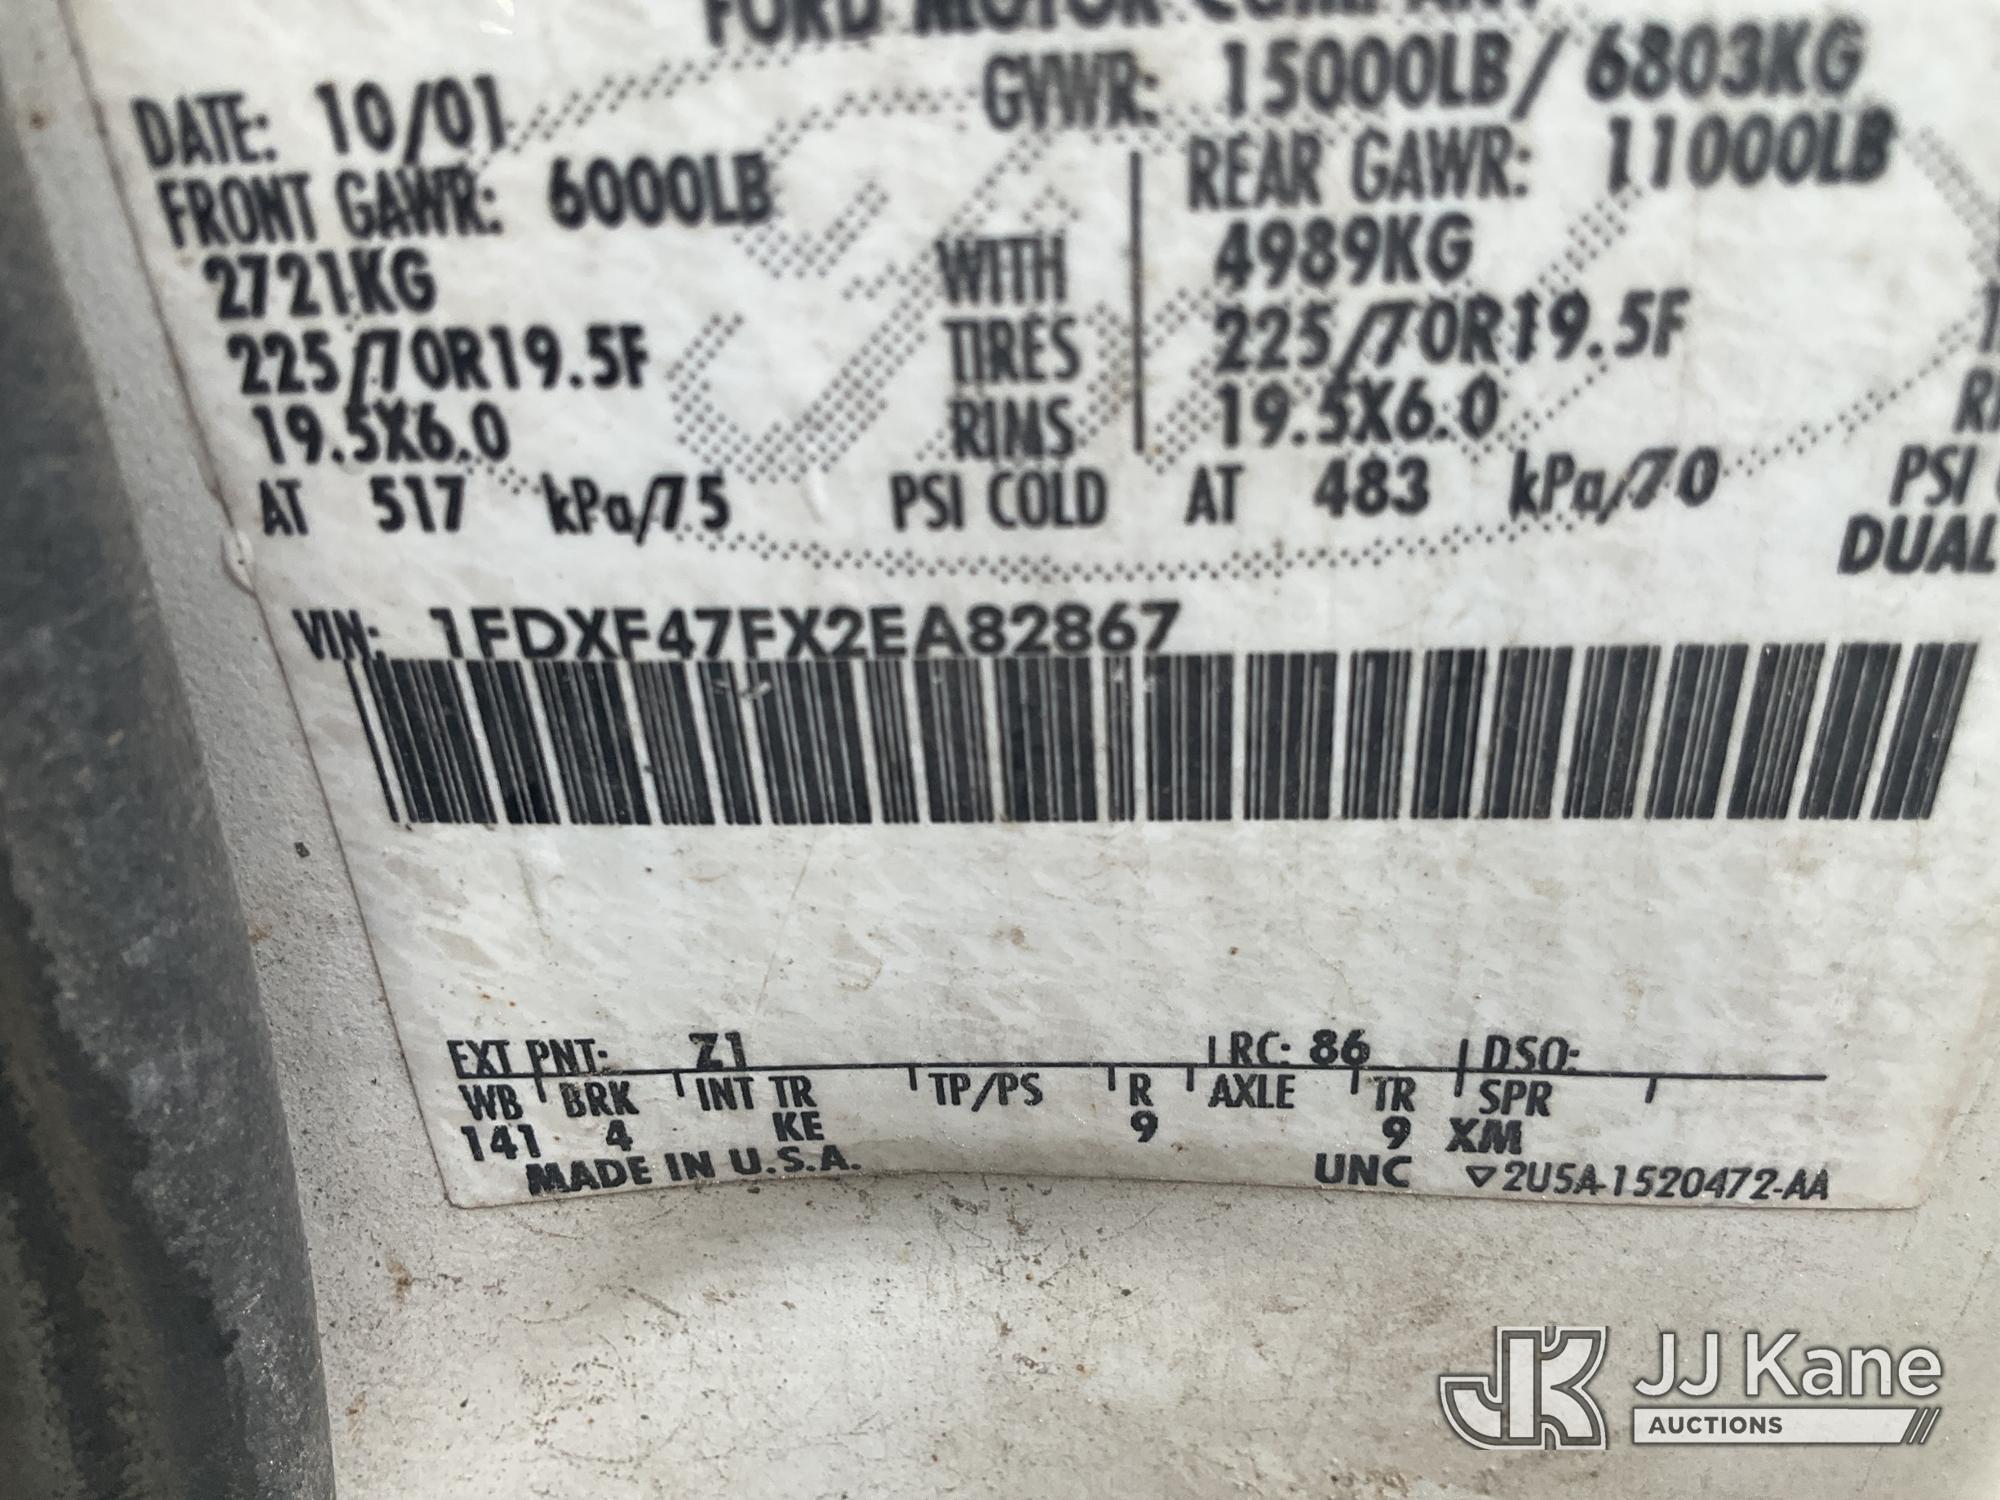 FORD MOTOR COMPANY
DATE: 10/01 GVWR: 15000LB/ 6803KG
FRONT GAWR: 6000LB REAR GAWR: 11000LB
2721KG WITH 4989KG
225/70R19.5F TIRES 225/70R19.5F
19.5X6.0 RIMS 19.5X6.0
AT 517 kPa/75 PSI COLD AT 483 kPa/70 PSI
DUAL
VIN: 1FDXF47FX2EA82867
EXT PNT: Z1 RC: 86 DSO:
WB BRK INT TR TP/PS R AXLE TR SPR
141 4 KE 9 9 XM
MADE IN U.S.A. UNC 2U5A-1520472-AA
JK JJ Kane
AUCTIONS